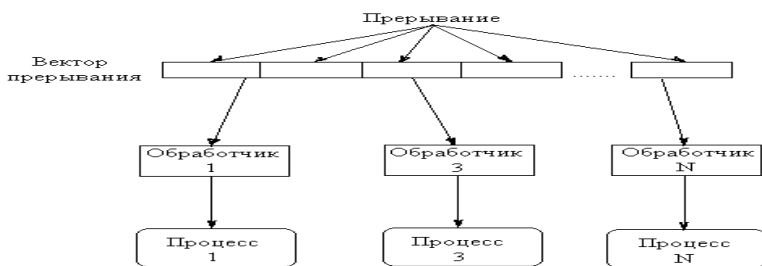 Прерывание
Вектор
прерывания
......
Обработчик
1
Обработчик
3
Обработчик
N
Процесс
1
Процесс
3
Процесс
N